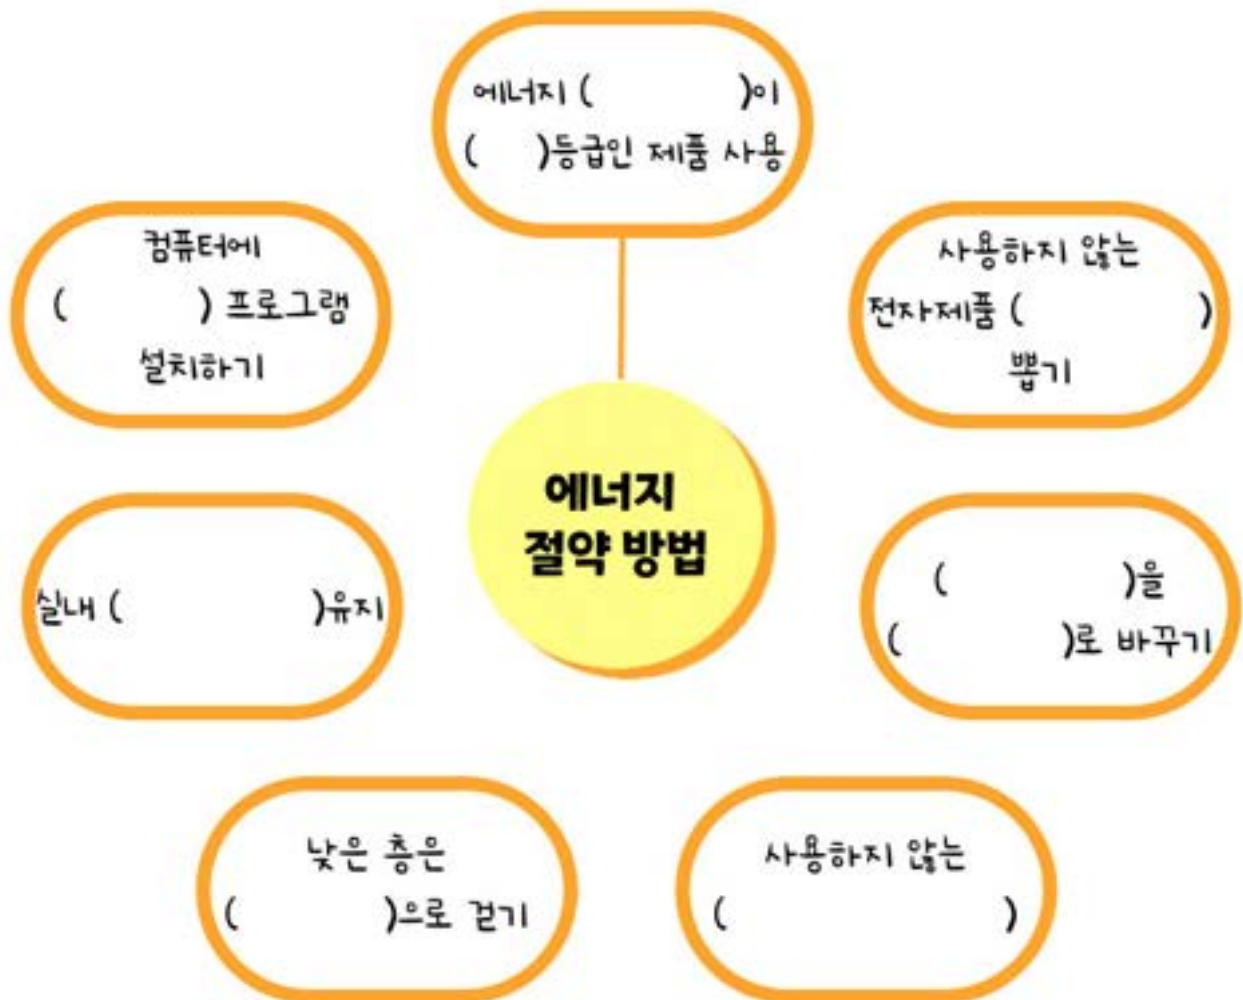 에너지 (          )이
(    )등급인 제품 사용
컴퓨터에
(          ) 프로그램
설치하기
사용하지 않는
전자제품 (             )
뽑기
에너지
절약 방법
실내 (             )유지
(             )을
(            )로 바꾸기
낮은 층은
(           )으로 걷기
사용하지 않는
(                    )